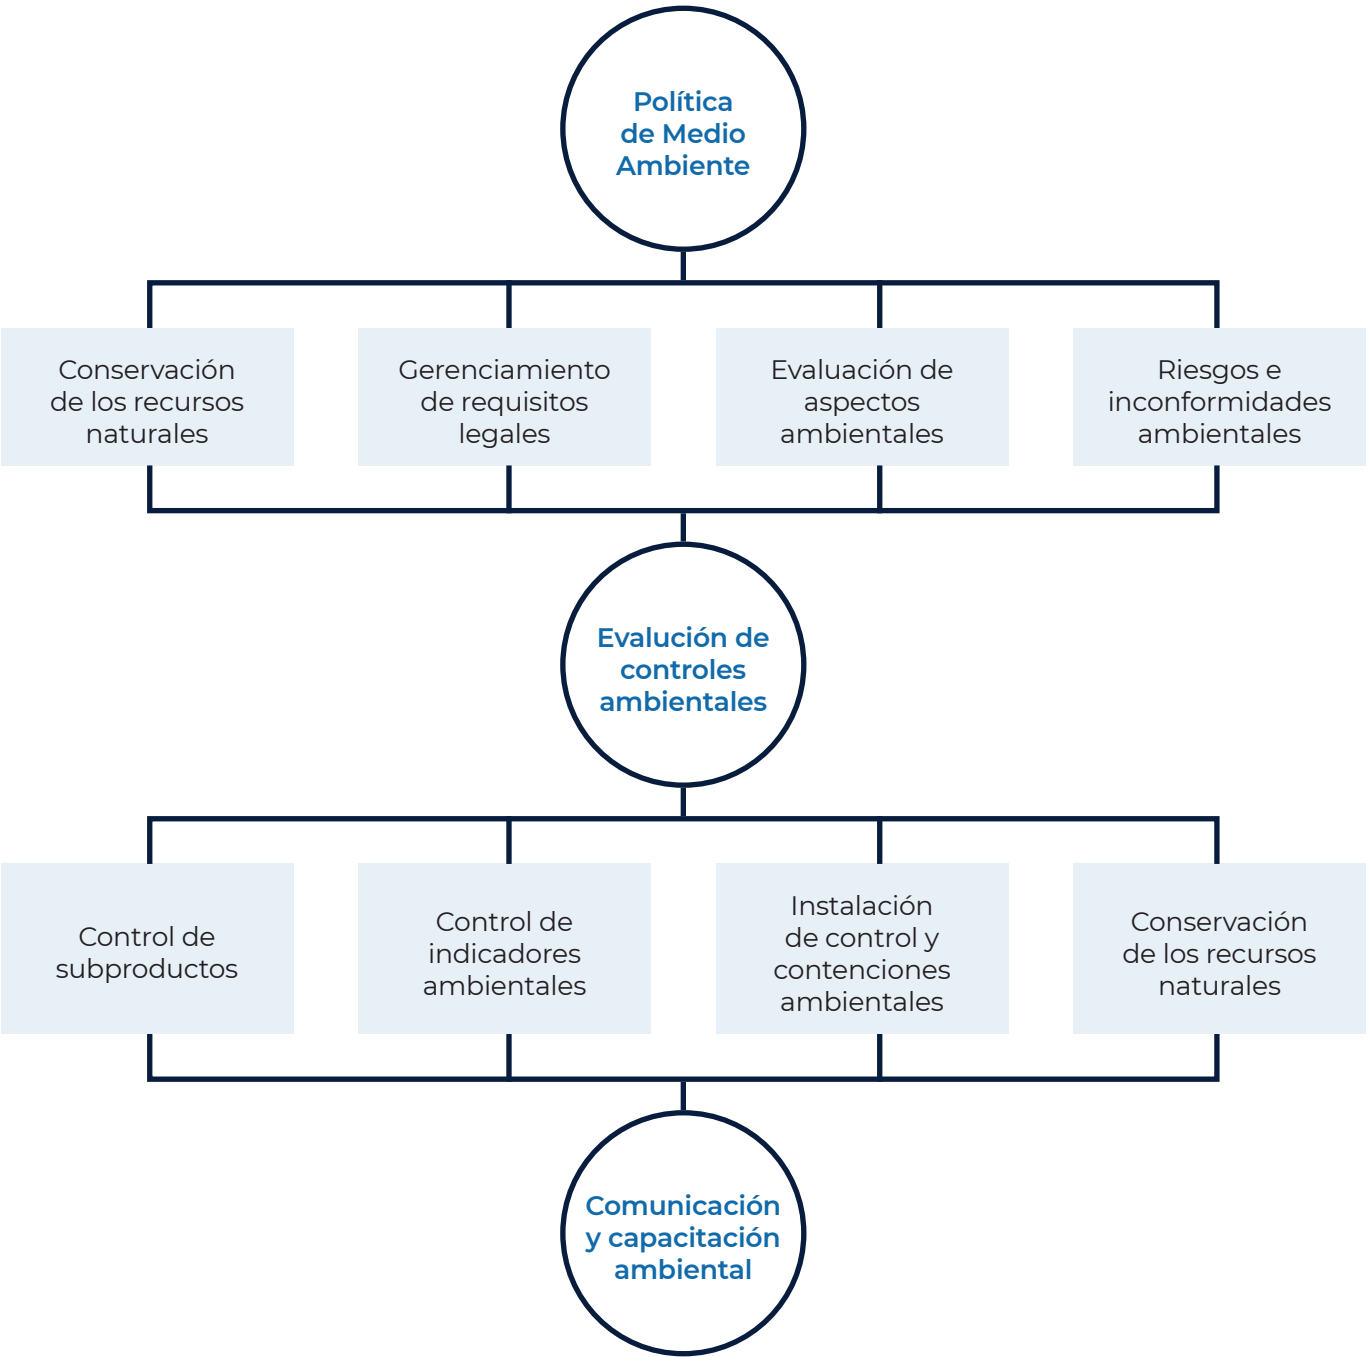 Política
de Medio
Ambiente
Conservación
de los recursos
naturales
Gerenciamiento
de requisitos
legales
Evaluación de
aspectos
ambientales
Riesgos e
inconformidades
ambientales
Evalución de
controles
ambientales
Control de
subproductos
Control de
indicadores
ambientales
Instalación
de control y
contenciones
ambientales
Conservación
de los recursos
naturales
Comunicación
y capacitación
ambiental